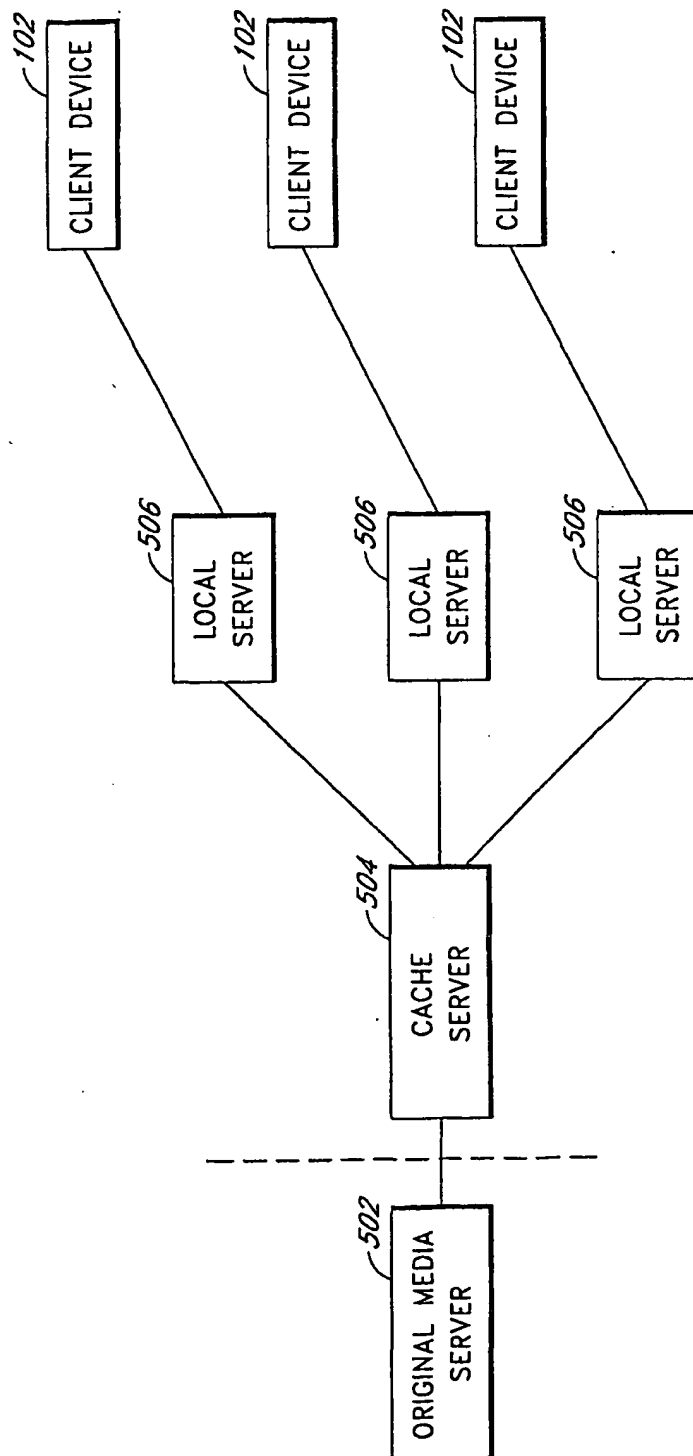 502
ORIGINAL MEDIA
SERVER
504
CACHE
SERVER
506
LOCAL
SERVER
506
LOCAL
SERVER
506
LOCAL
SERVER
102
CLIENT DEVICE
102
CLIENT DEVICE
102
CLIENT DEVICE